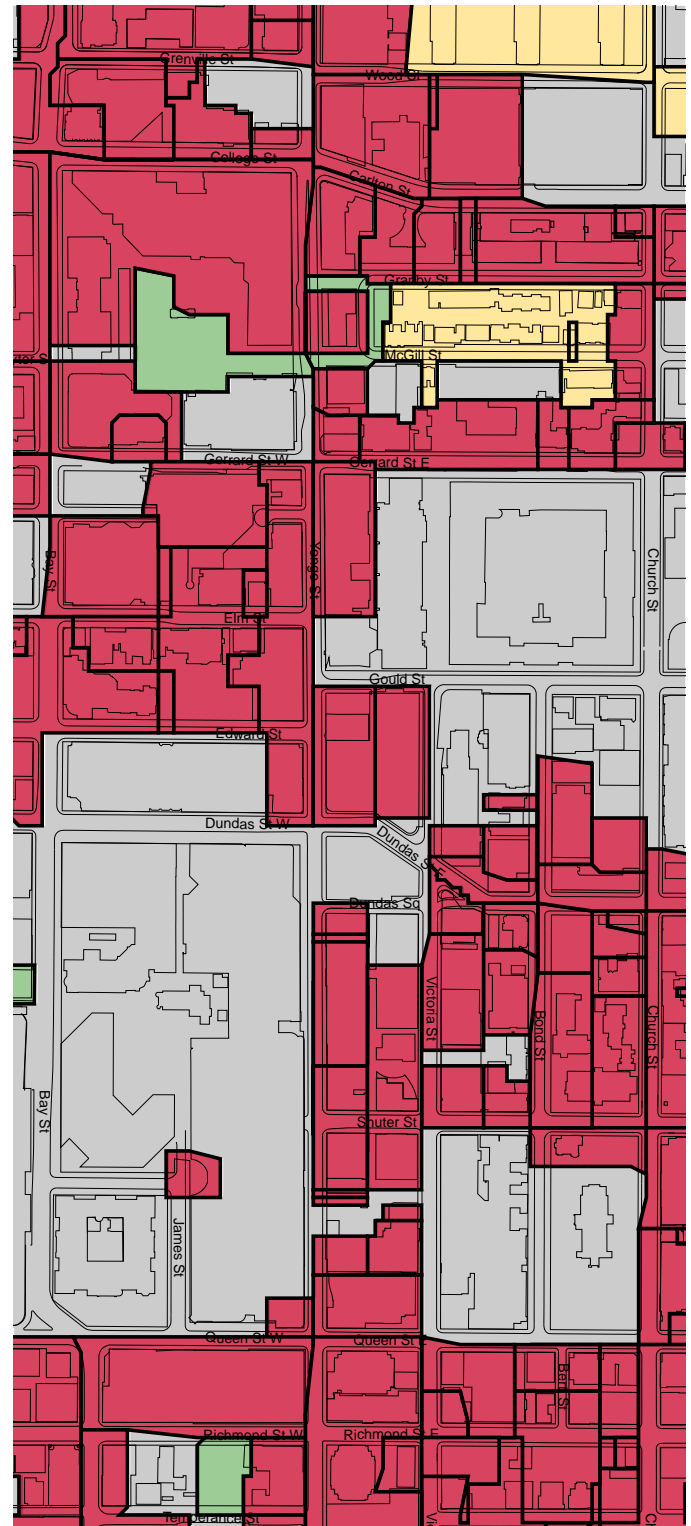 Grenville St
Wood St
College St
Carlton St
Granby St
McGill St
ter S
Gerrard St W
Gerrard St E
Bay St
Yonge St
Church St
Elm St
Gould St
Edward St
Dundas St W
Dundas St E
Dundas Sq
Victoria St
Bond St
Church St
Bay St
Shuter St
James St
Queen St W
Queen St E
Bert St
Richmond St W
Richmond St E
Temperance St
Vic
C